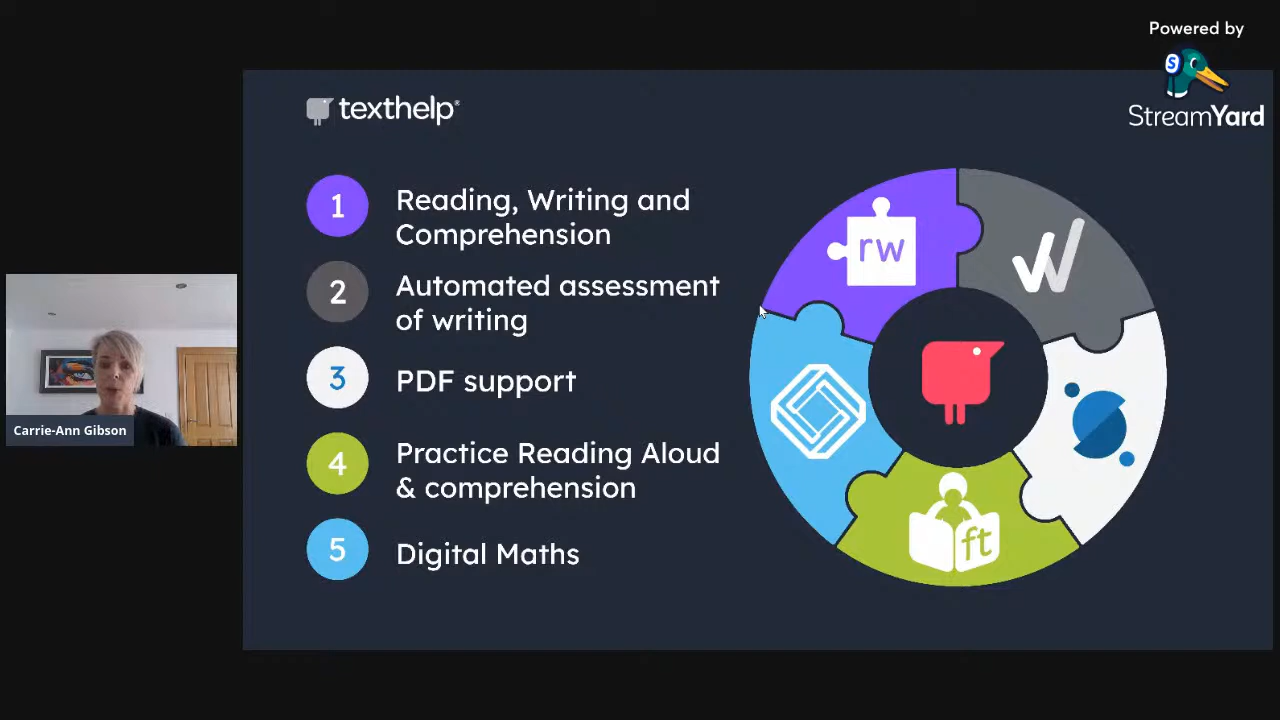 Powered by
S
StreamYard
texthelp®
1
Reading, Writing and
Comprehension
2
Automated assessment
of writing
3
PDF support
4
Practice Reading Aloud
& comprehension
5
Digital Maths
rw
ft
Carrie-Ann Gibson